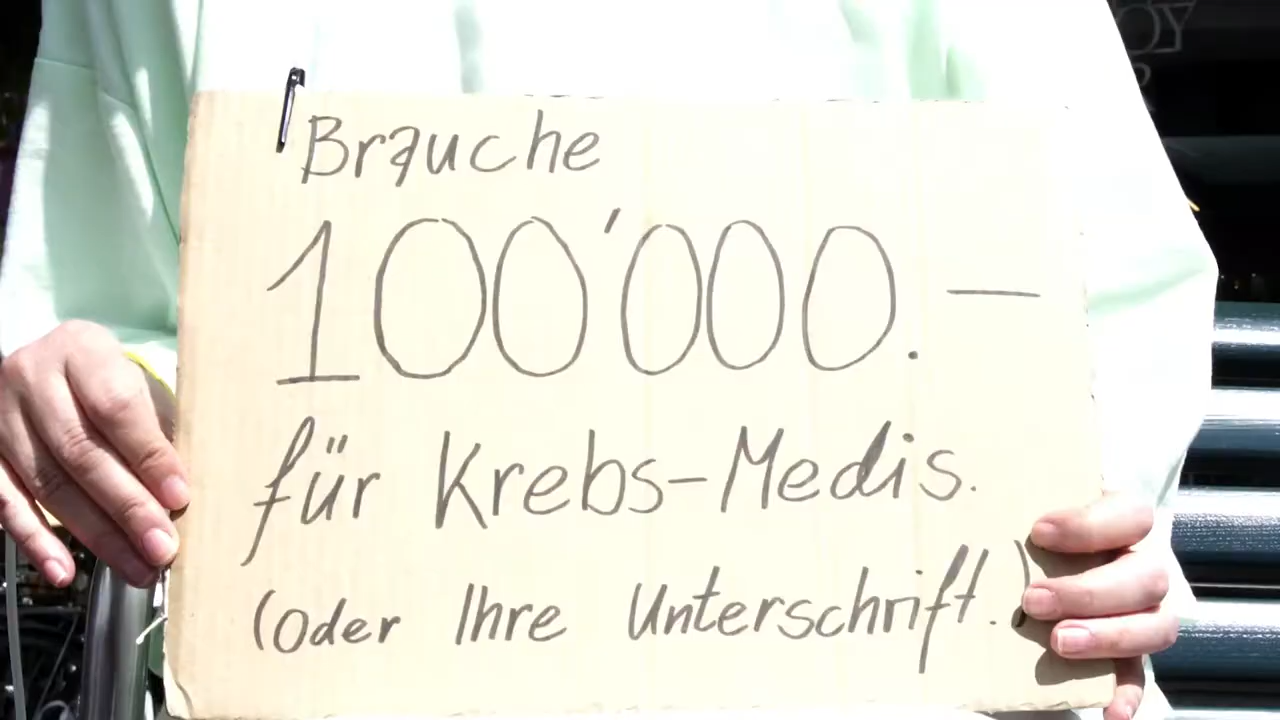 Brauche
100'000.—
für Krebs-Medis.
(oder Ihre Unterschrift.)